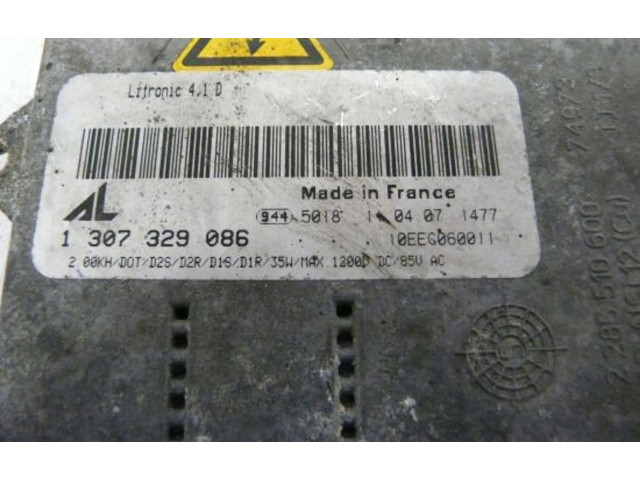 Litronic 4.1 D
AL
Made in France
944 5018 14 04 07 1477
1 307 329 086
10EEG060011
2 00KH/DOT/D2S/D2R/D1S/D1R/35W/MAX 1200V DC/85V AC
74973